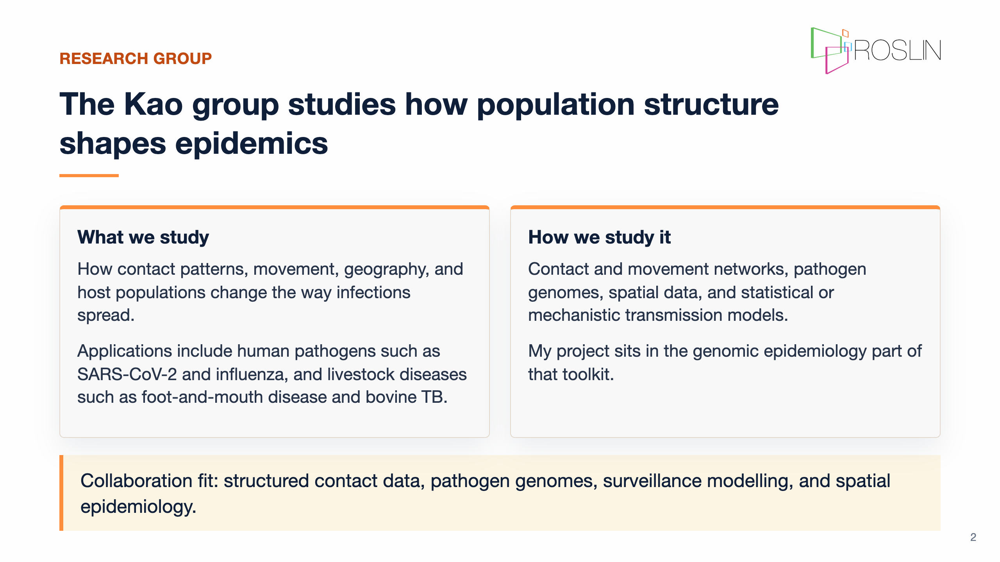 ROSLIN
RESEARCH GROUP
The Kao group studies how population structure
shapes epidemics
What we study
How contact patterns, movement, geography, and
host populations change the way infections
spread.
Applications include human pathogens such as
SARS-CoV-2 and influenza, and livestock diseases
such as foot-and-mouth disease and bovine TB.
How we study it
Contact and movement networks, pathogen
genomes, spatial data, and statistical or
mechanistic transmission models.
My project sits in the genomic epidemiology part of
that toolkit.
Collaboration fit: structured contact data, pathogen genomes, surveillance modelling, and spatial
epidemiology.
2